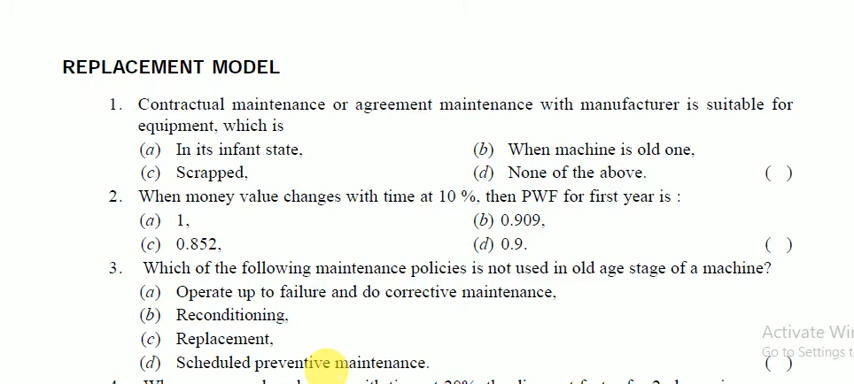 REPLACEMENT MODEL
1. Contractual maintenance or agreement maintenance with manufacturer is suitable for
equipment, which is
(a) In its infant state, (b) When machine is old one,
(c) Scrapped, (d) None of the above. ( )
2. When money value changes with time at 10 %, then PWF for first year is :
(a) 1, (b) 0.909,
(c) 0.852, (d) 0.9. ( )
3. Which of the following maintenance policies is not used in old age stage of a machine?
(a) Operate up to failure and do corrective maintenance,
(b) Reconditioning,
(c) Replacement,
Activate Wi
(d) Scheduled preventive maintenance. ( )
Go to Settings t